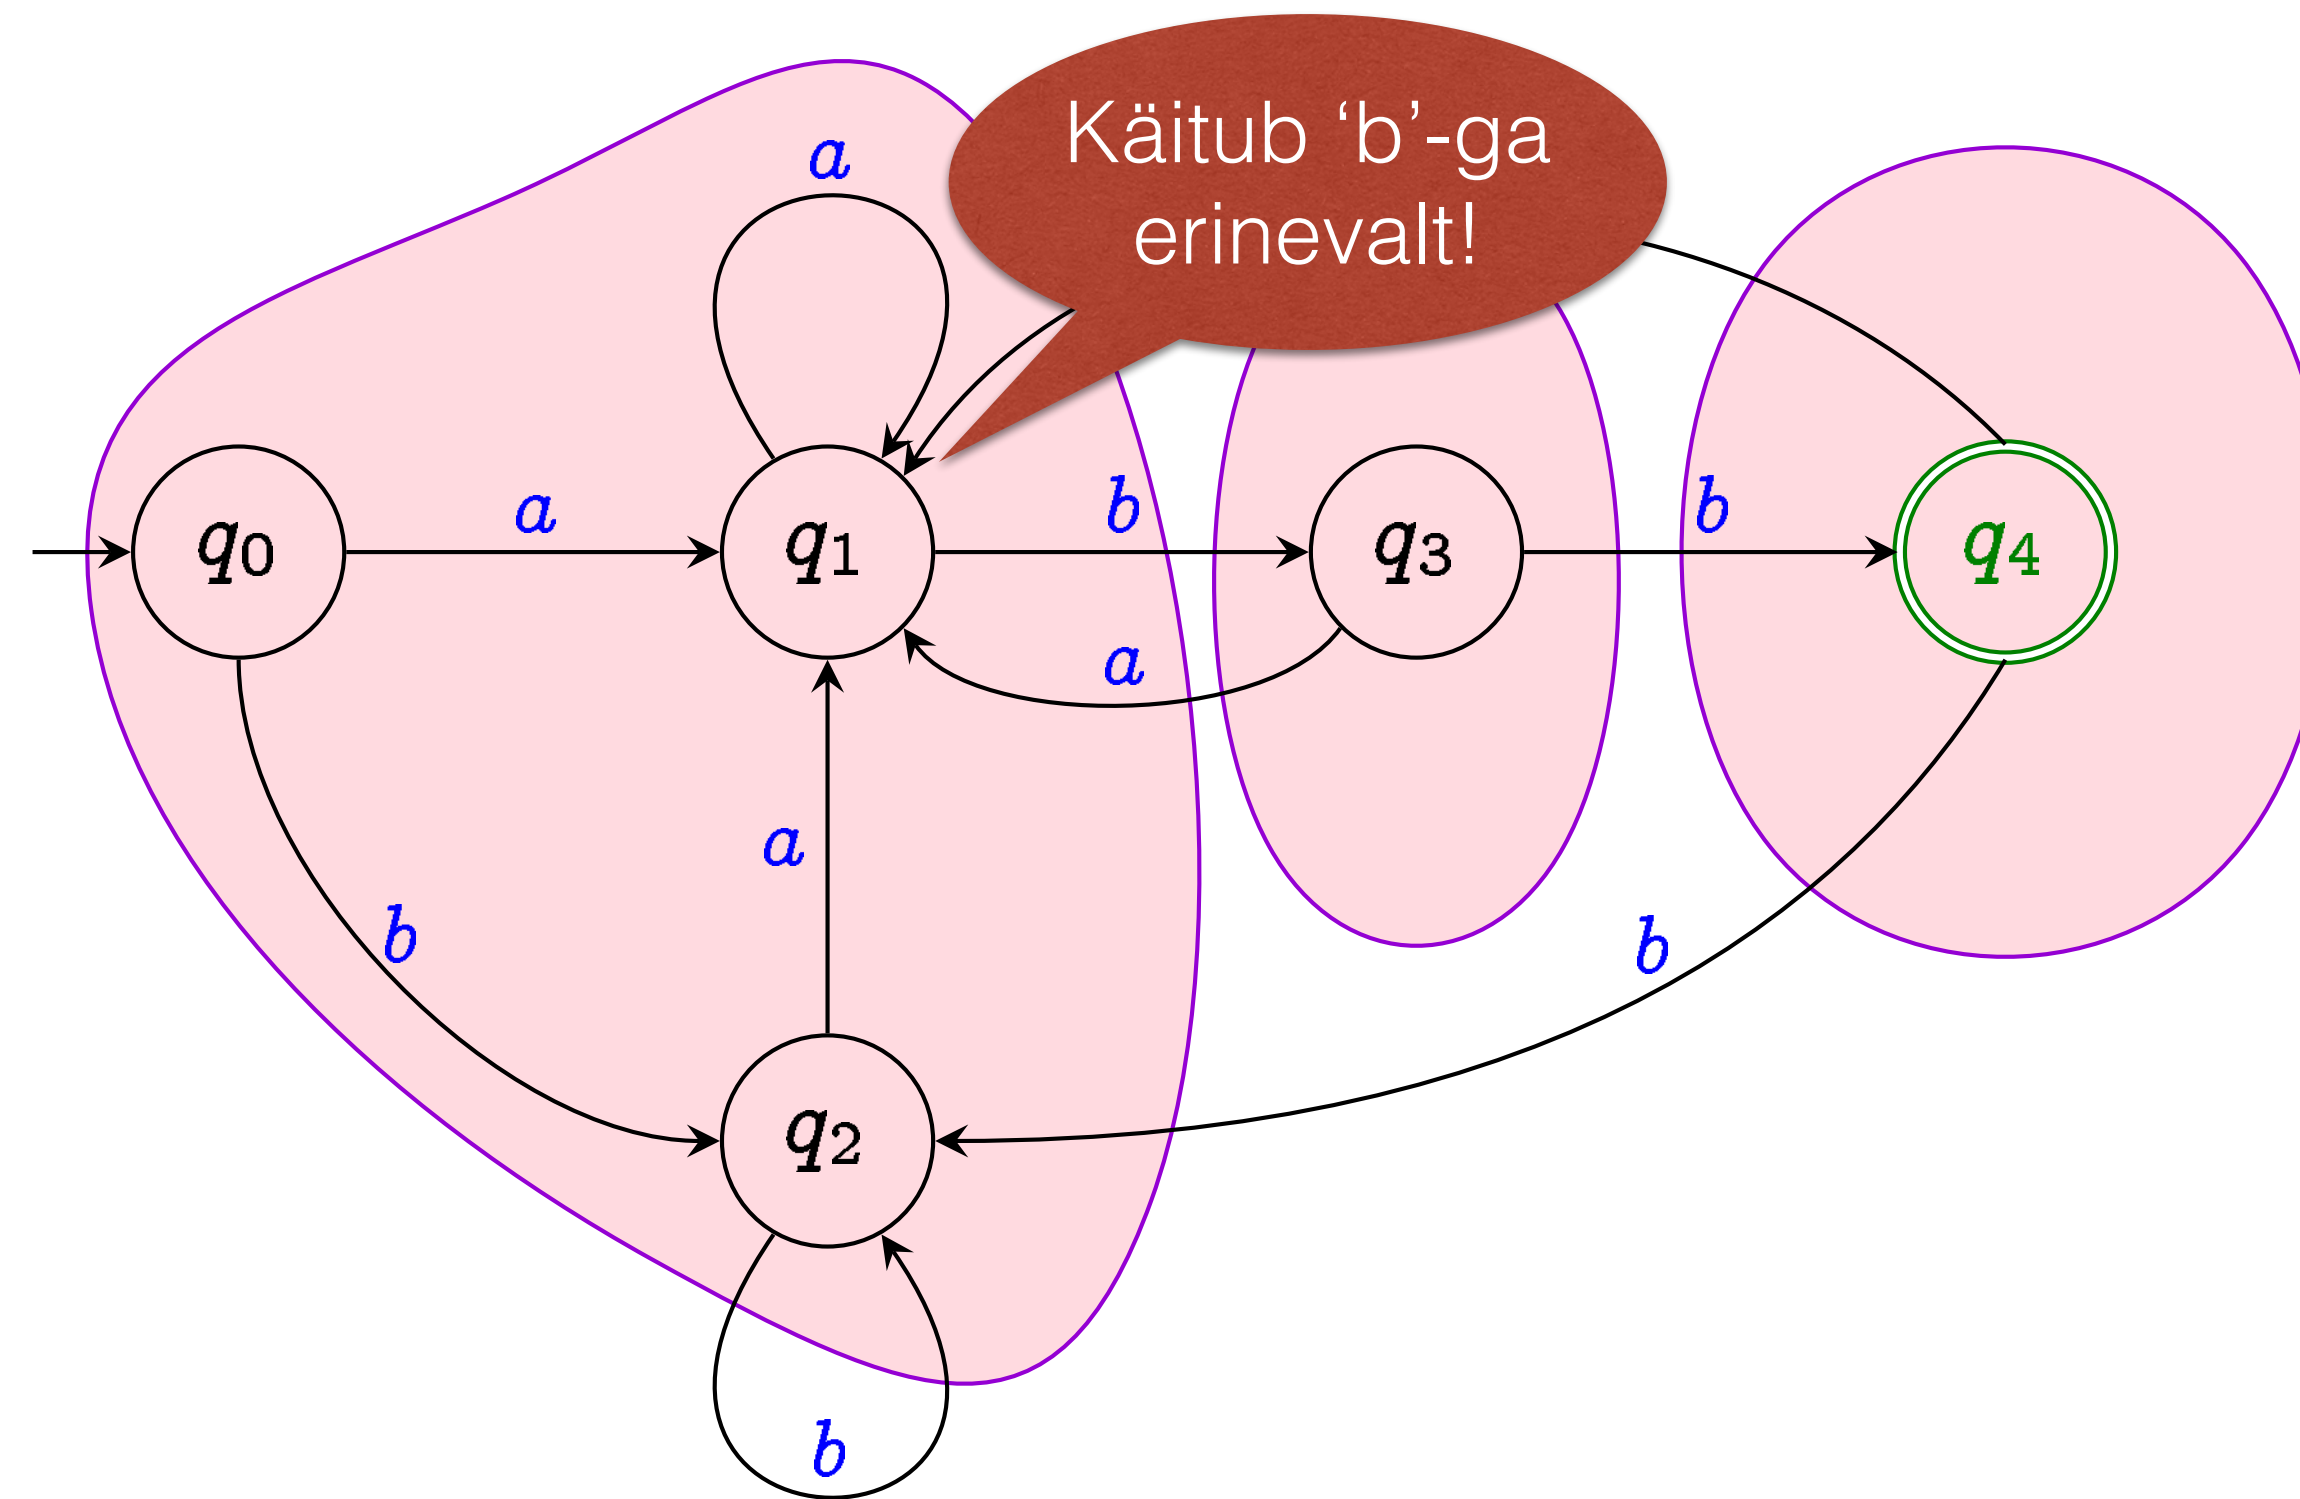 Käitub ‘b’-ga
erinevalt!
a
q0 a q1 b q3 b q4
a
a
b
b
q2
b